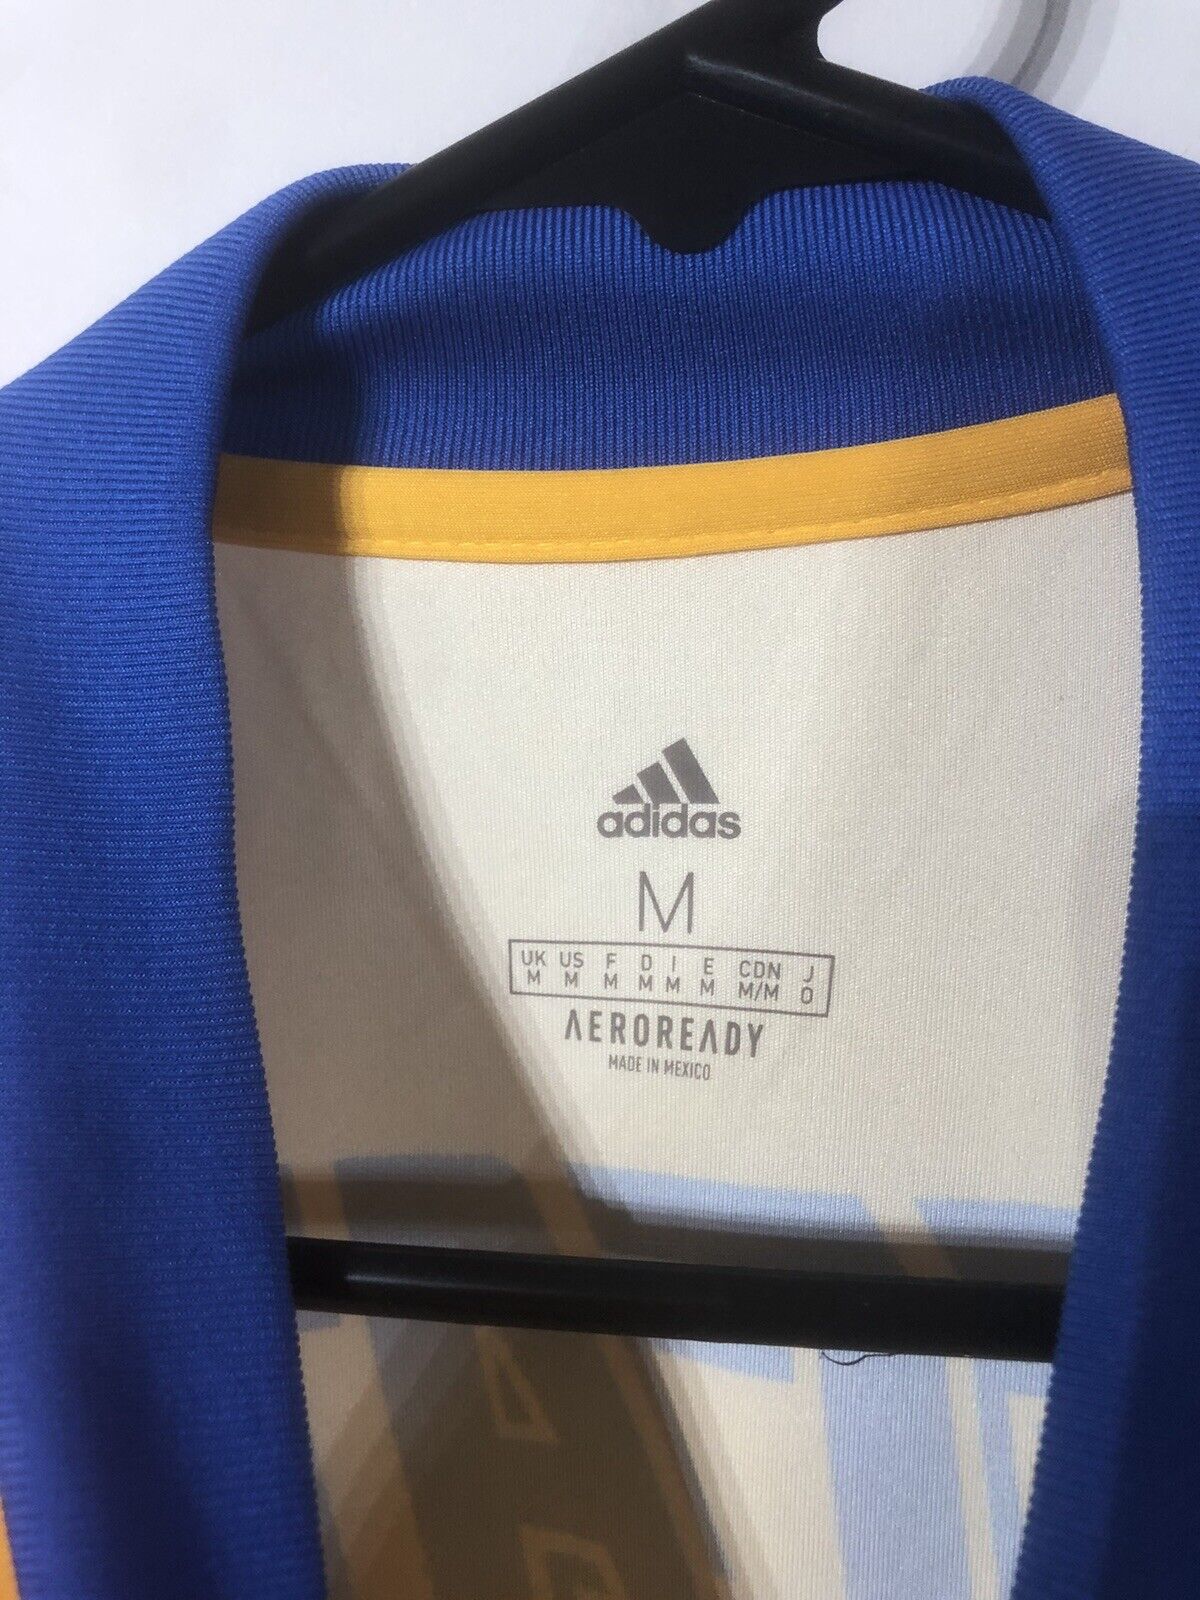 adidas
M
UK US F D I E CDN J
M M M M M M M/M O
AEROREADY
MADE IN MEXICO